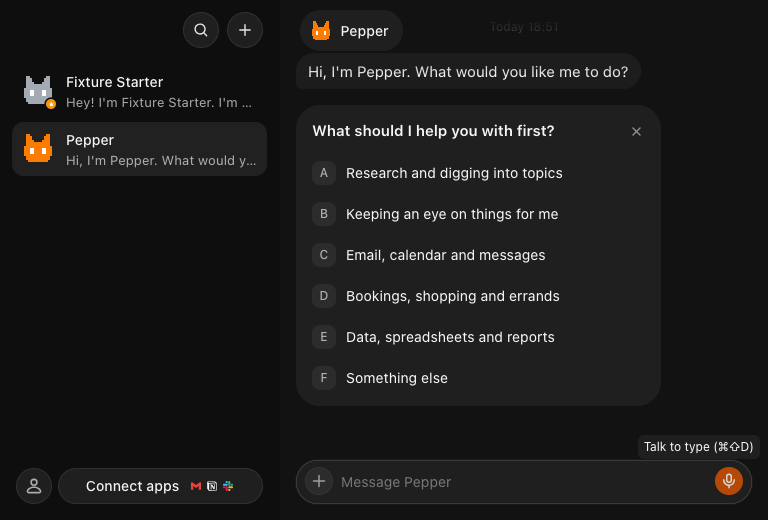 Fixture Starter
Hey! I'm Fixture Starter. I'm ...
Pepper
Hi, I'm Pepper. What would y...
Connect apps
Pepper
Today 18:51
Hi, I'm Pepper. What would you like me to do?
What should I help you with first?
A Research and digging into topics
B Keeping an eye on things for me
C Email, calendar and messages
D Bookings, shopping and errands
E Data, spreadsheets and reports
F Something else
Talk to type (⌘⇧D)
Message Pepper